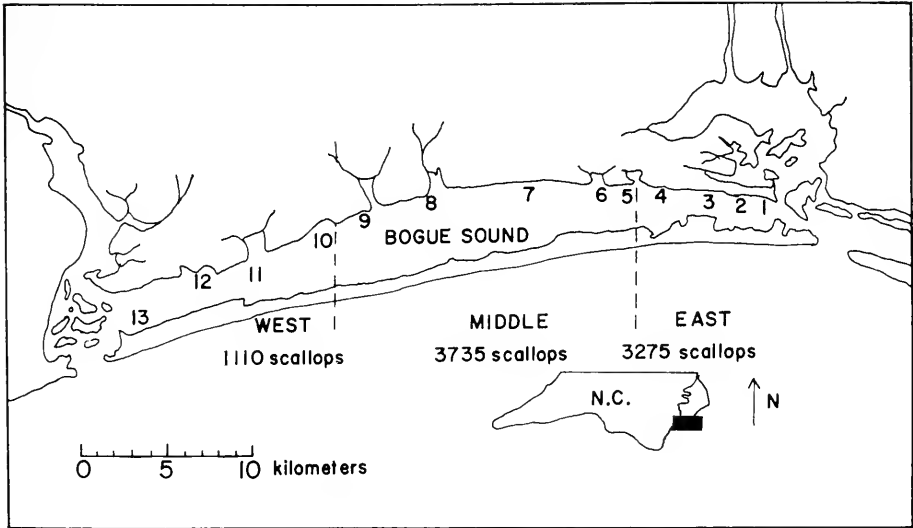 9 8 7 6 5 4 3 2 1
13 12 11 10 BOGUE SOUND
WEST MIDDLE EAST
1110 scallops 3735 scallops 3275 scallops
N.C. N
0 5 10 kilometers